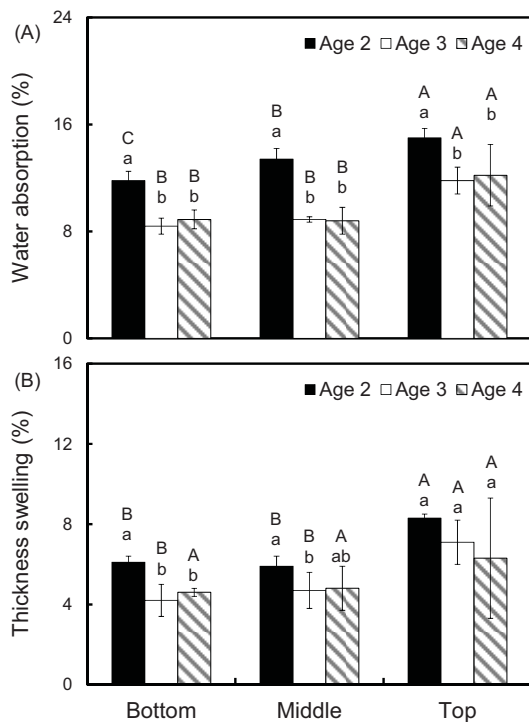 (A)
Water absorption (%)
24
16
8
0
Age 2 Age 3 Age 4
C B B B B B A A A
a b b a b b a b b
(B)
Thickness swelling (%)
16
12
8
4
0
Age 2 Age 3 Age 4
B B A B B A A A A
a b b a b ab a a a
Bottom Middle Top